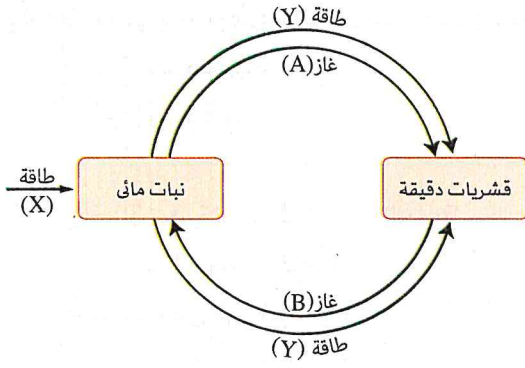 طاقة (Y)
غاز(A)
طاقة
(X)
نبات مائى
قشريات دقيقة
غاز(B)
طاقة (Y)